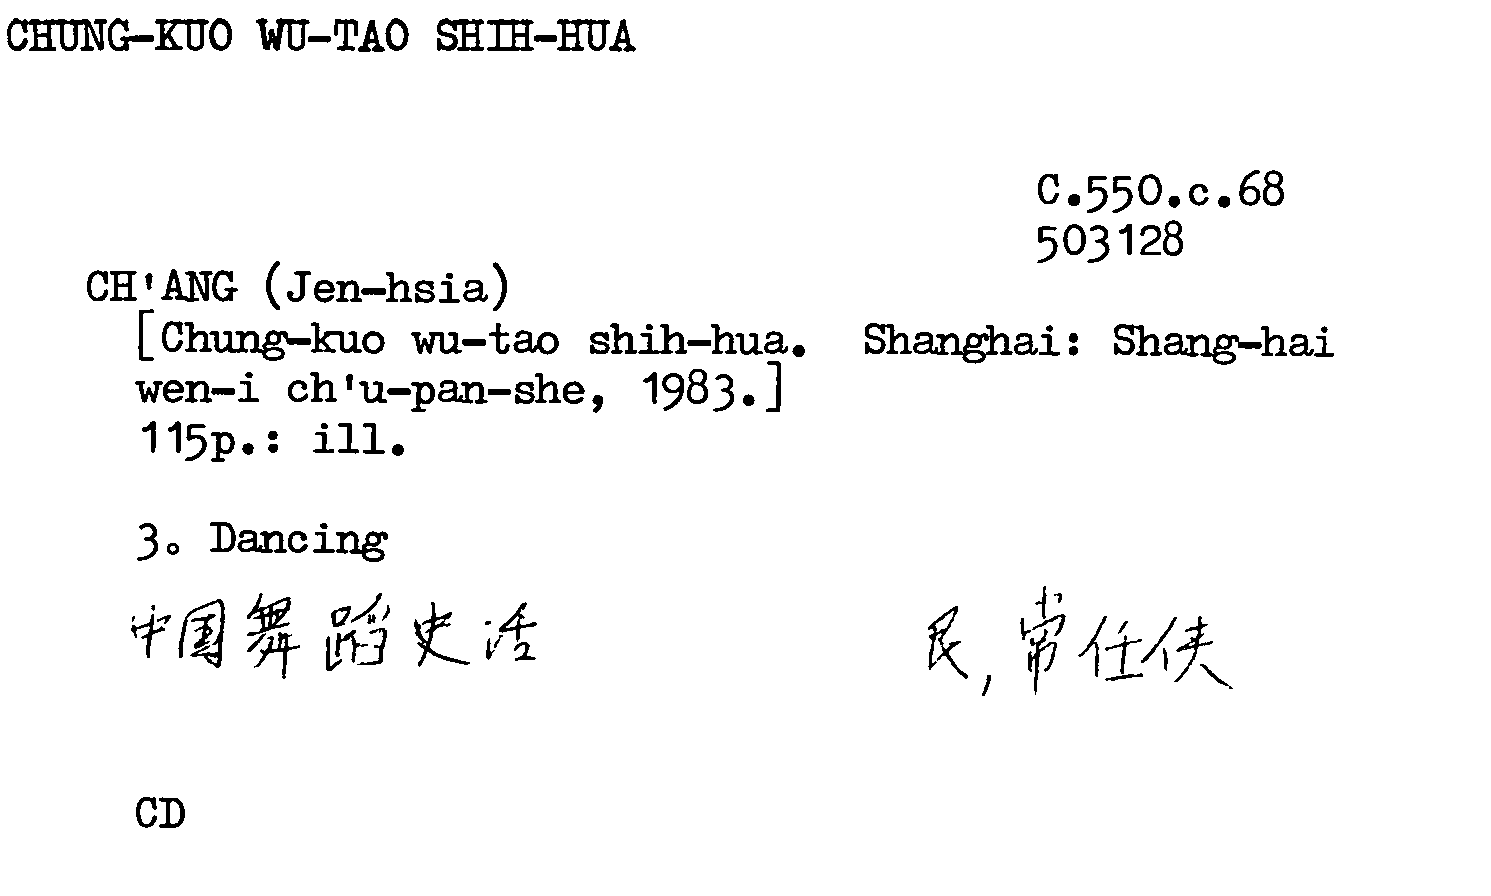 CHUNG-KUO WU-TAO SHIH-HUA
C.550.c.68
503128
CH'ANG (Jen-hsia)
[Chung-kuo wu-tao shih-hua. Shanghai: Shang-hai
wen-i ch'u-pan-she, 1983.]
115p.: ill.
3. Dancing
中国舞蹈史话 民, 常任侠
CD